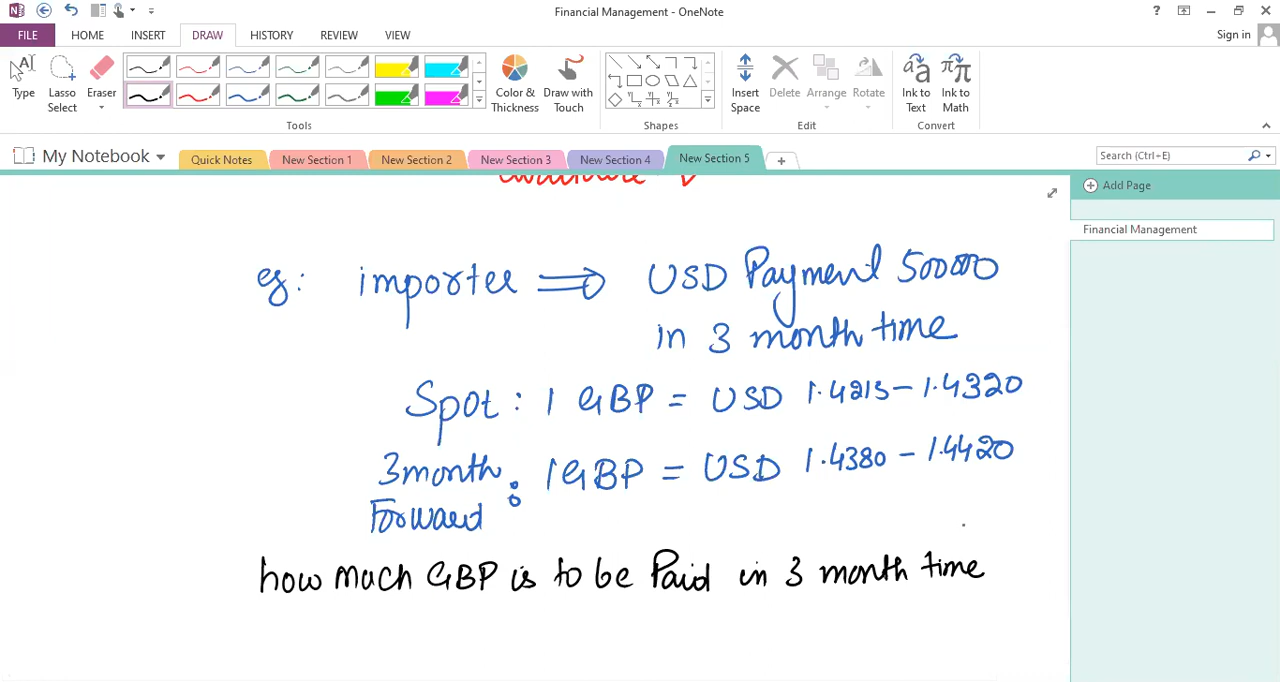 Financial Management - OneNote
FILE HOME INSERT DRAW HISTORY REVIEW VIEW Sign in
Type Lasso Select Eraser Color & Thickness Draw with Touch Insert Space Delete Arrange Rotate Ink to Text Ink to Math
Tools Shapes Edit Convert
My Notebook Quick Notes New Section 1 New Section 2 New Section 3 New Section 4 New Section 5 Search (Ctrl+E)
Add Page
Financial Management
eg: importer ⇒ USD Payment 500000
in 3 month time
Spot: 1 GBP = USD 1.4213 - 1.4320
3 month Forward: 1 GBP = USD 1.4380 - 1.4420
how much GBP is to be Paid in 3 month time